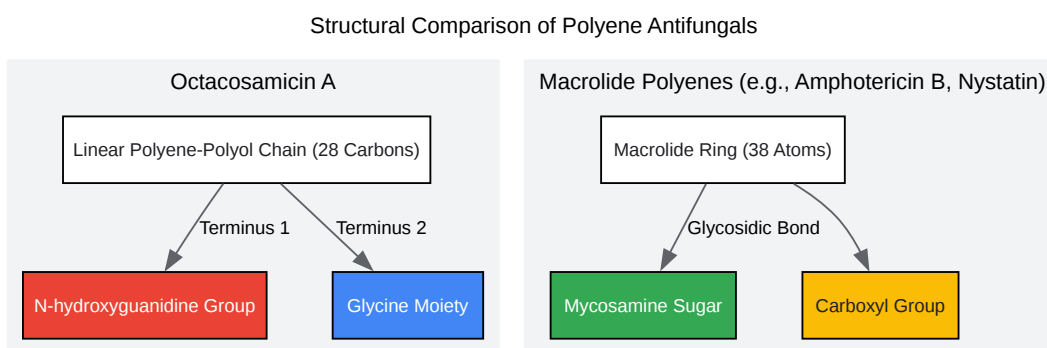 Structural Comparison of Polyene Antifungals
Octacosamicin A
Linear Polyene-Polyol Chain (28 Carbons)
Terminus 1
Terminus 2
N-hydroxyguanidine Group
Glycine Moiety
Macrolide Polyenes (e.g., Amphotericin B, Nystatin)
Macrolide Ring (38 Atoms)
Glycosidic Bond
Mycosamine Sugar
Carboxyl Group